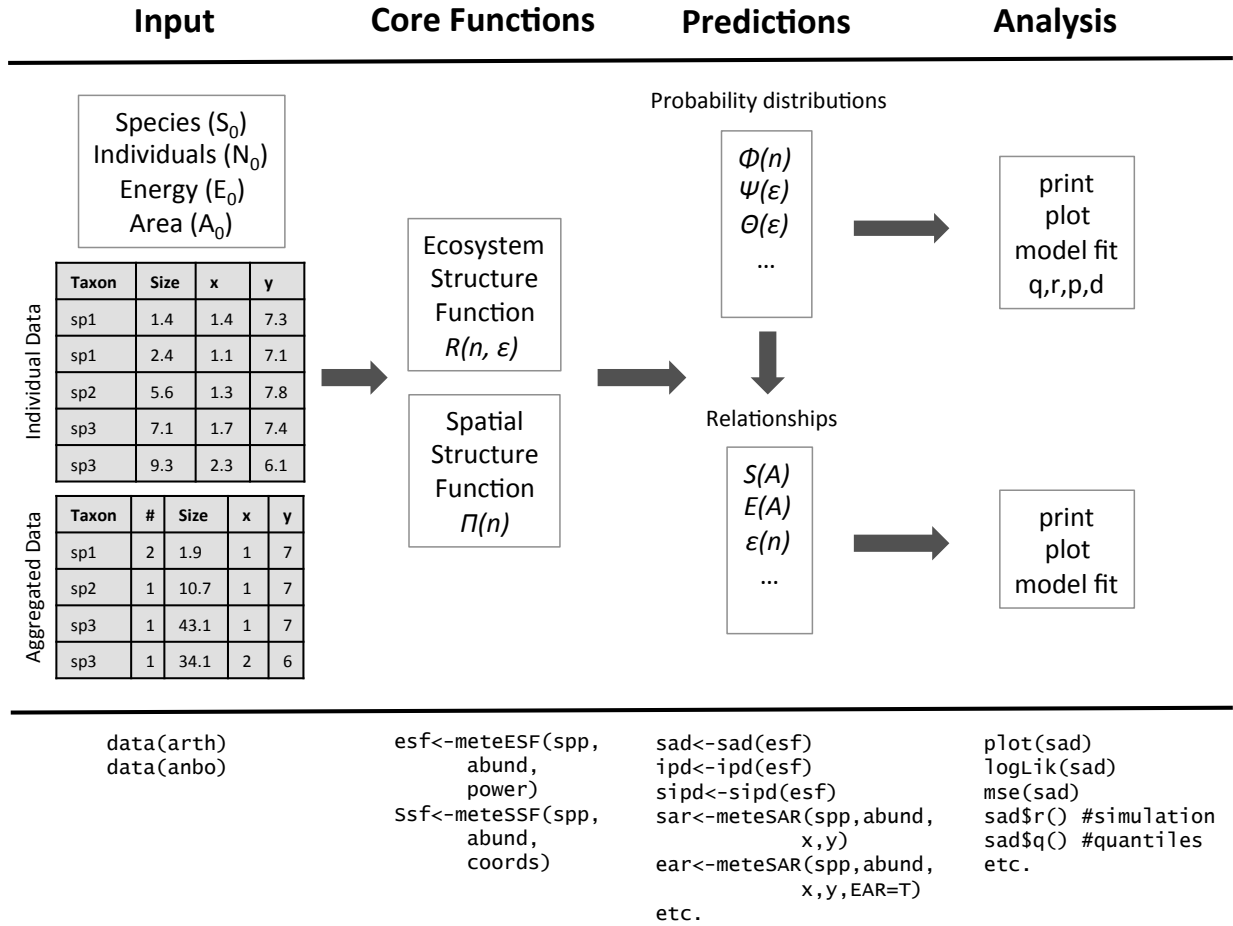 Input
Core Functions
Predictions
Analysis
Species (S₀)
Individuals (N₀)
Energy (E₀)
Area (A₀)
Individual Data
Taxon Size x y
sp1 1.4 1.4 7.3
sp1 2.4 1.1 7.1
sp2 5.6 1.3 7.8
sp3 7.1 1.7 7.4
sp3 9.3 2.3 6.1
Aggregated Data
Taxon # Size x y
sp1 2 1.9 1 7
sp2 1 10.7 1 7
sp3 1 43.1 1 7
sp3 1 34.1 2 6
Ecosystem
Structure
Function
R(n, ε)
Spatial
Structure
Function
Π(n)
Probability distributions
Φ(n)
Ψ(ε)
Θ(ε)
...
Relationships
S(A)
E(A)
ε(n)
...
print
plot
model fit
q,r,p,d
print
plot
model fit
data(arth)
data(anbo)
esf<-meteESF(spp,
abund,
power)
Ssf<-meteSSF(spp,
abund,
coords)
sad<-sad(esf)
ipd<-ipd(esf)
sipd<-sipd(esf)
sar<-meteSAR(spp,abund,
x,y)
ear<-meteSAR(spp,abund,
x,y,EAR=T)
etc.
plot(sad)
logLik(sad)
mse(sad)
sad$r() #simulation
sad$q() #quantiles
etc.